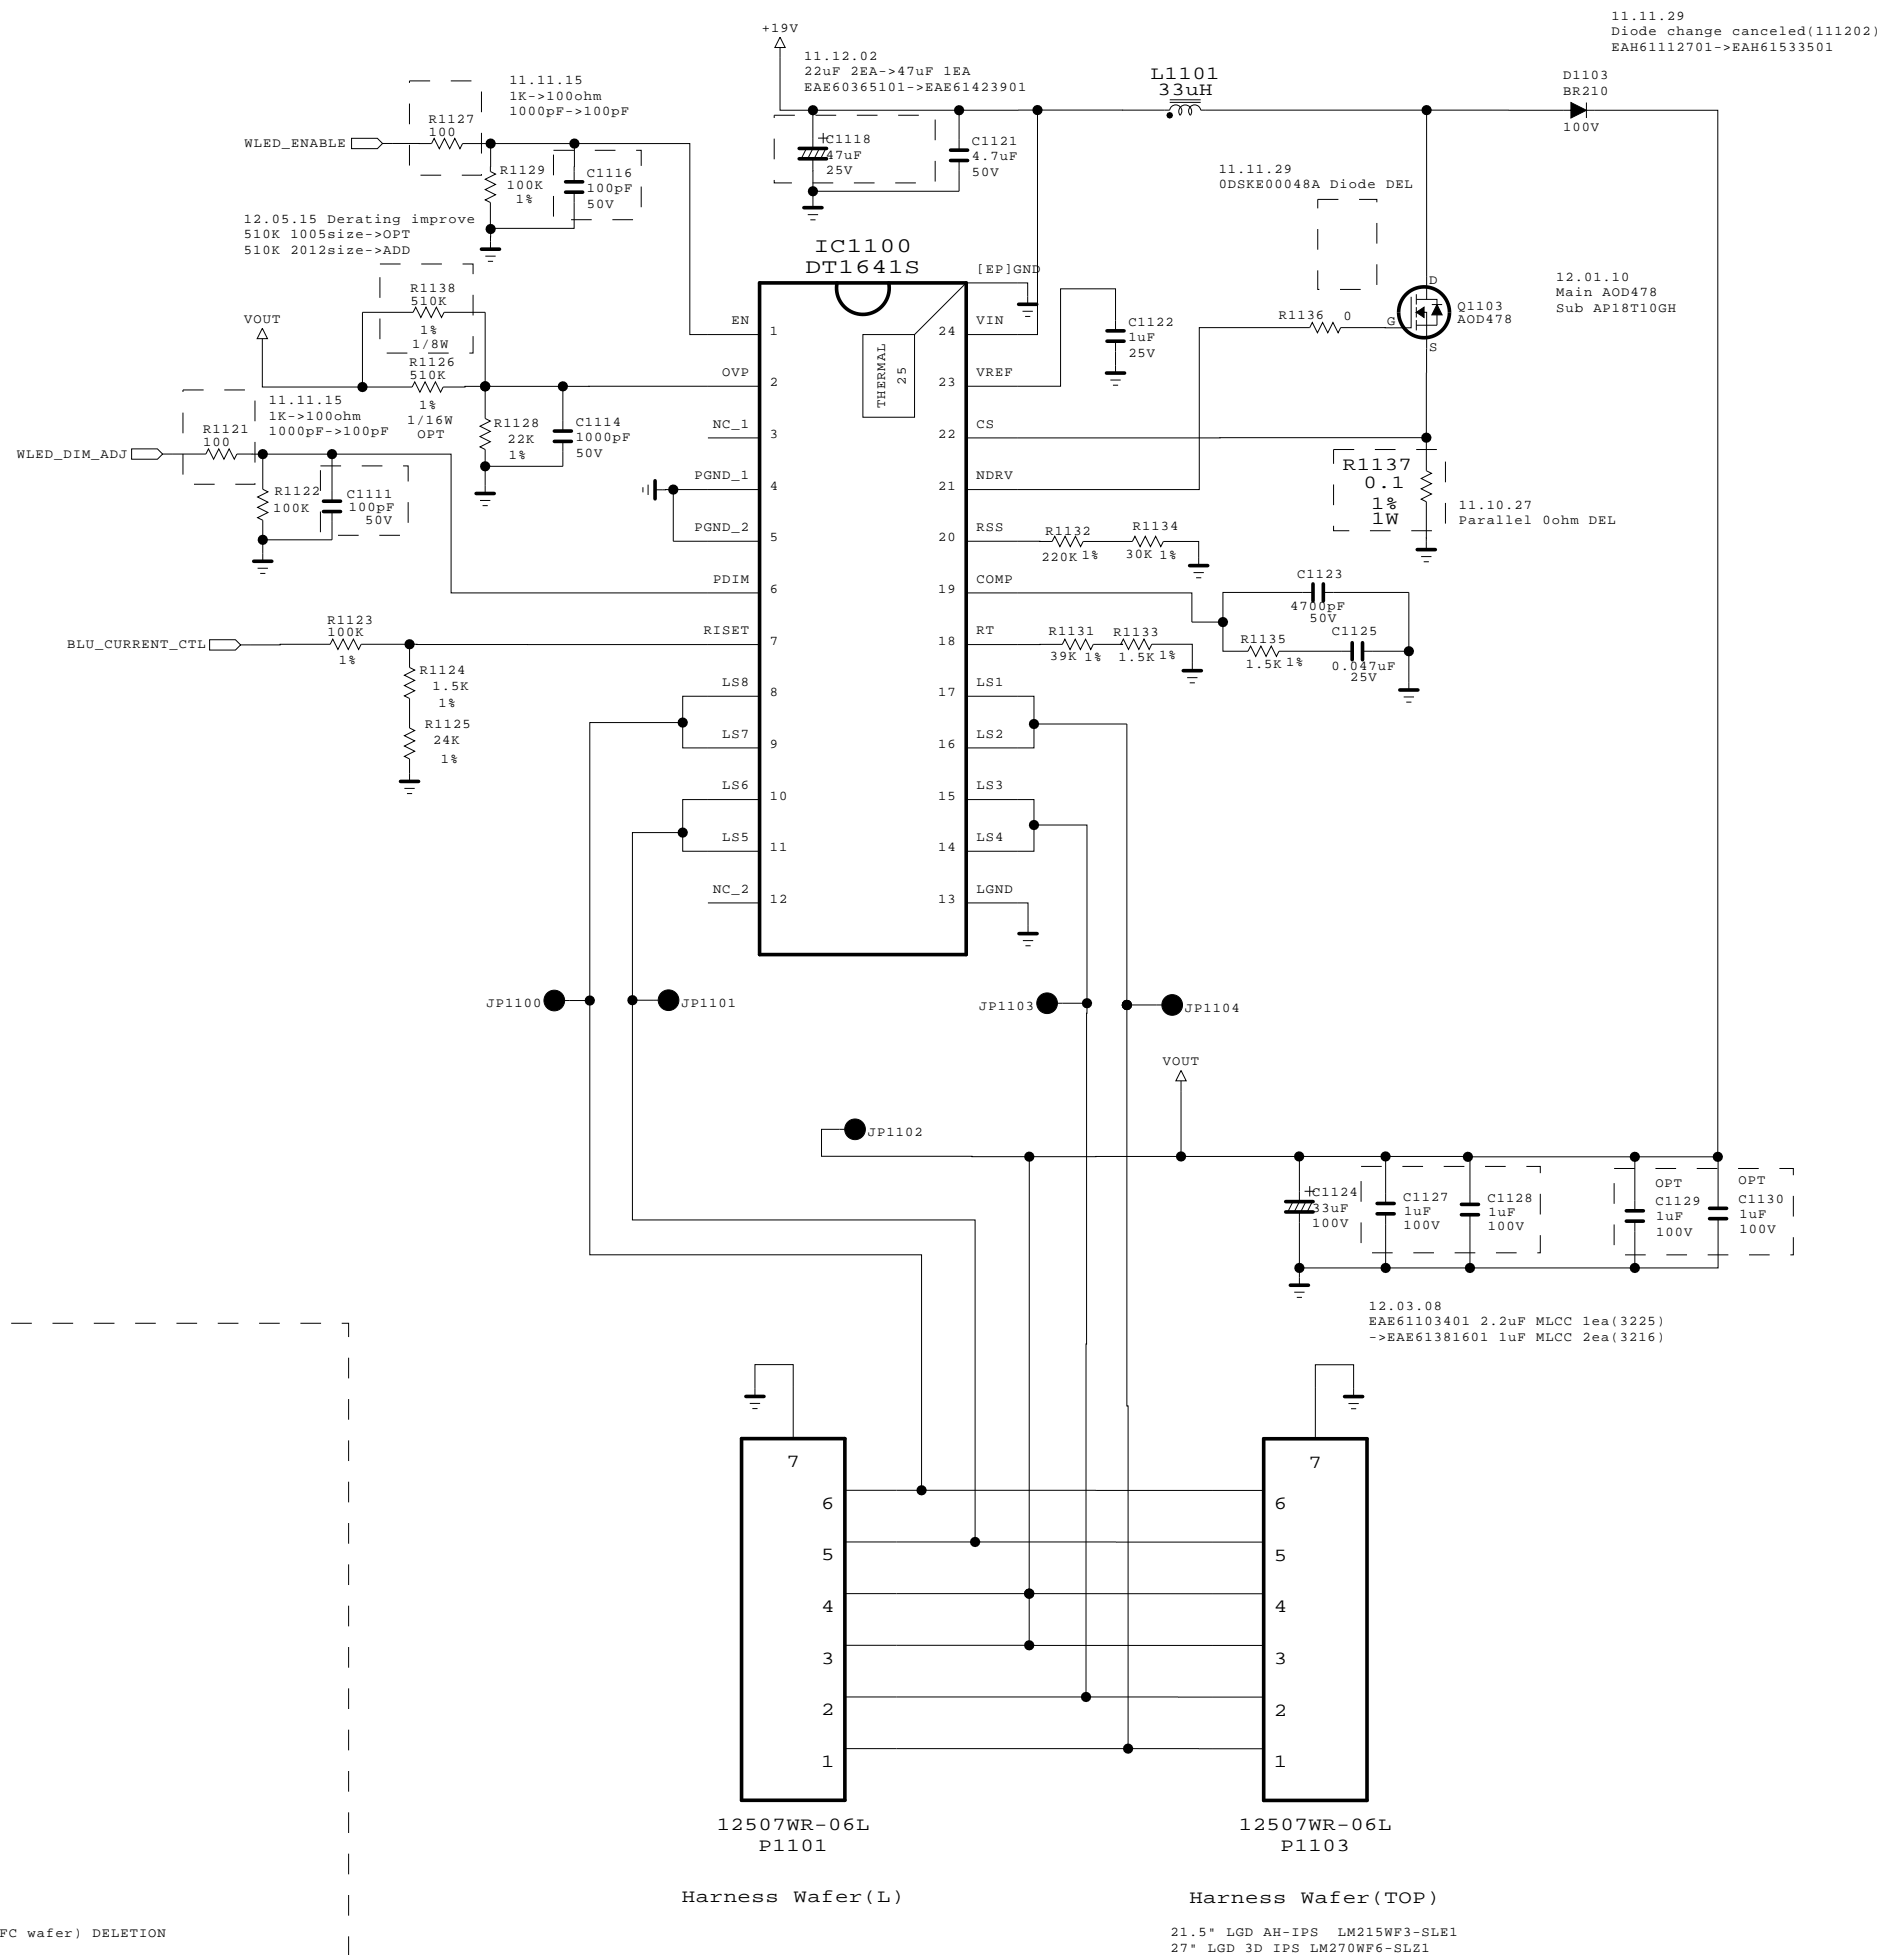 11.11.29
Diode change canceled(111202)
EAH61112701->EAH61533501
+19V
11.12.02
22uF 2EA->47uF 1EA
EAE60365101->EAE61423901
L1101
33uH
D1103
BR210
100V
11.11.15
1K->100ohm
1000pF->100pF
R1127
100
WLED_ENABLE
R1129
100K
1%
C1116
100pF
50V
+
C1118
47uF
25V
C1121
4.7uF
50V
11.11.29
0DSKE00048A Diode DEL
12.05.15 Derating improve
510K 1005size->OPT
510K 2012size->ADD
IC1100
DT1641S
[EP]GND
12.01.10
Main AOD478
Sub AP18T10GH
D
G
S
Q1103
AOD478
R1136
0
R1138
510K
1%
1/8W
VOUT
R1126
510K
1%
1/16W
OPT
EN
1
VIN
24
C1122
1uF
25V
THERMAL
25
OVP
2
VREF
23
11.11.15
1K->100ohm
1000pF->100pF
R1121
100
WLED_DIM_ADJ
R1128
22K
1%
C1114
1000pF
50V
NC_1
3
CS
22
R1122
100K
C1111
100pF
50V
PGND_1
4
NDRV
21
R1137
0.1
1%
1W
11.10.27
Parallel 0ohm DEL
PGND_2
5
RSS
20
R1132
220K 1%
R1134
30K 1%
PDIM
6
COMP
19
C1123
4700pF
50V
C1125
0.047uF
25V
R1135
1.5K 1%
BLU_CURRENT_CTL
R1123
100K
1%
RISET
7
RT
18
R1131
39K 1%
R1133
1.5K 1%
R1124
1.5K
1%
R1125
24K
1%
LS8
8
LS1
17
LS7
9
LS2
16
LS6
10
LS3
15
LS5
11
LS4
14
NC_2
12
LGND
13
JP1100
JP1101
JP1103
JP1104
VOUT
JP1102
+
C1124
33uF
100V
C1127
1uF
100V
C1128
1uF
100V
OPT
C1129
1uF
100V
OPT
C1130
1uF
100V
12.03.08
EAE61103401 2.2uF MLCC 1ea(3225)
->EAE61381601 1uF MLCC 2ea(3216)
7
6
5
4
3
2
1
7
6
5
4
3
2
1
12507WR-06L
P1101
12507WR-06L
P1103
Harness Wafer(L)
Harness Wafer(TOP)
FC wafer) DELETION
21.5" LGD AH-IPS LM215WF3-SLE1
27" LGD 3D IPS LM270WF6-SLZ1